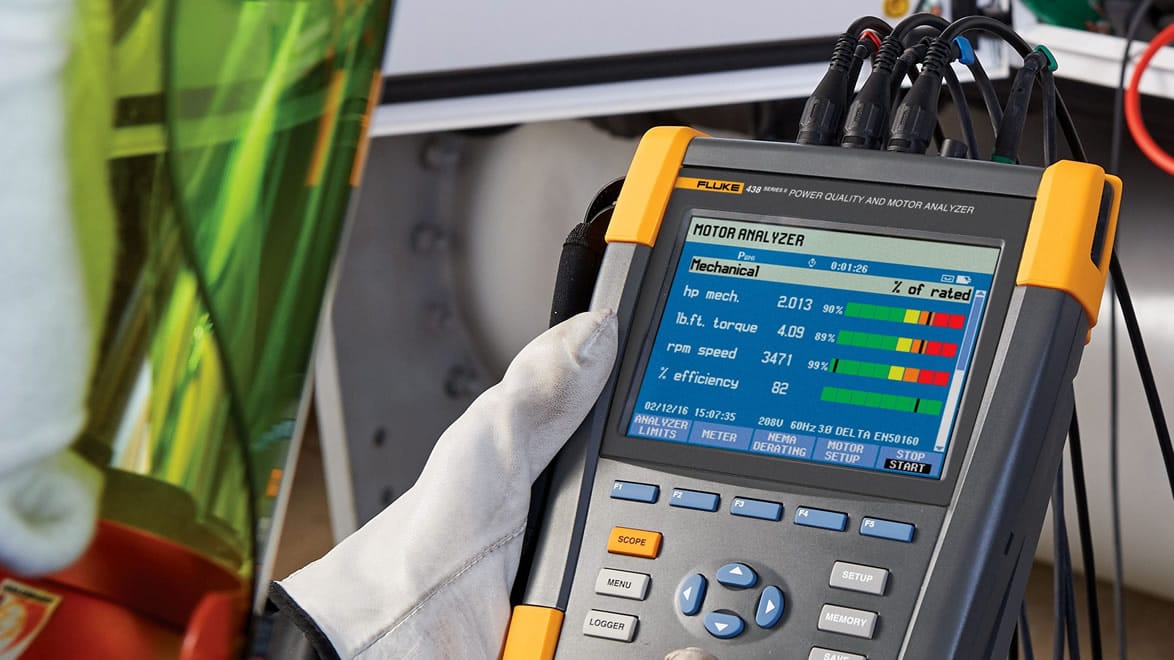 FLUKE 438 SERIES II POWER QUALITY AND MOTOR ANALYZER
MOTOR ANALYZER
0:01:26
Mechanical % of rated
hp mech. 2.013 90%
lb.ft. torque 4.09 89%
rpm speed 3471 99%
% efficiency 82
02/12/16 15:07:35 208V 60Hz 3Ø DELTA EN50160
ANALYZER LIMITS
METER
NEMA DERATING
MOTOR SETUP
STOP START
F1 F2 F3 F4 F5
SCOPE
MENU
LOGGER
SETUP
MEMORY
SAVE